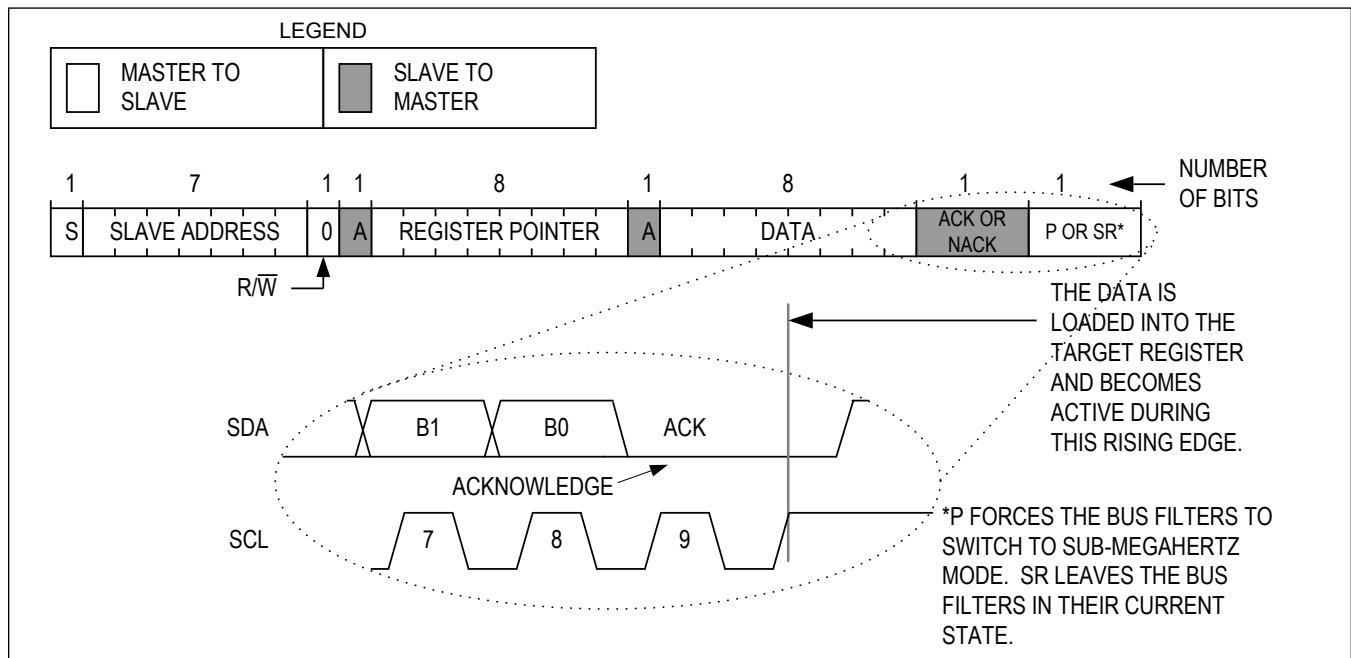 LEGEND
MASTER TO
SLAVE
SLAVE TO
MASTER
1 7 1 1 8 1 8 1 1
NUMBER
OF BITS
S SLAVE ADDRESS 0 A REGISTER POINTER A DATA ACK OR
NACK P OR SR*
R/W̅
THE DATA IS
LOADED INTO THE
TARGET REGISTER
AND BECOMES
ACTIVE DURING
THIS RISING EDGE.
SDA B1 B0 ACK
ACKNOWLEDGE
SCL 7 8 9
*P FORCES THE BUS FILTERS TO
SWITCH TO SUB-MEGAHERTZ
MODE. SR LEAVES THE BUS
FILTERS IN THEIR CURRENT
STATE.